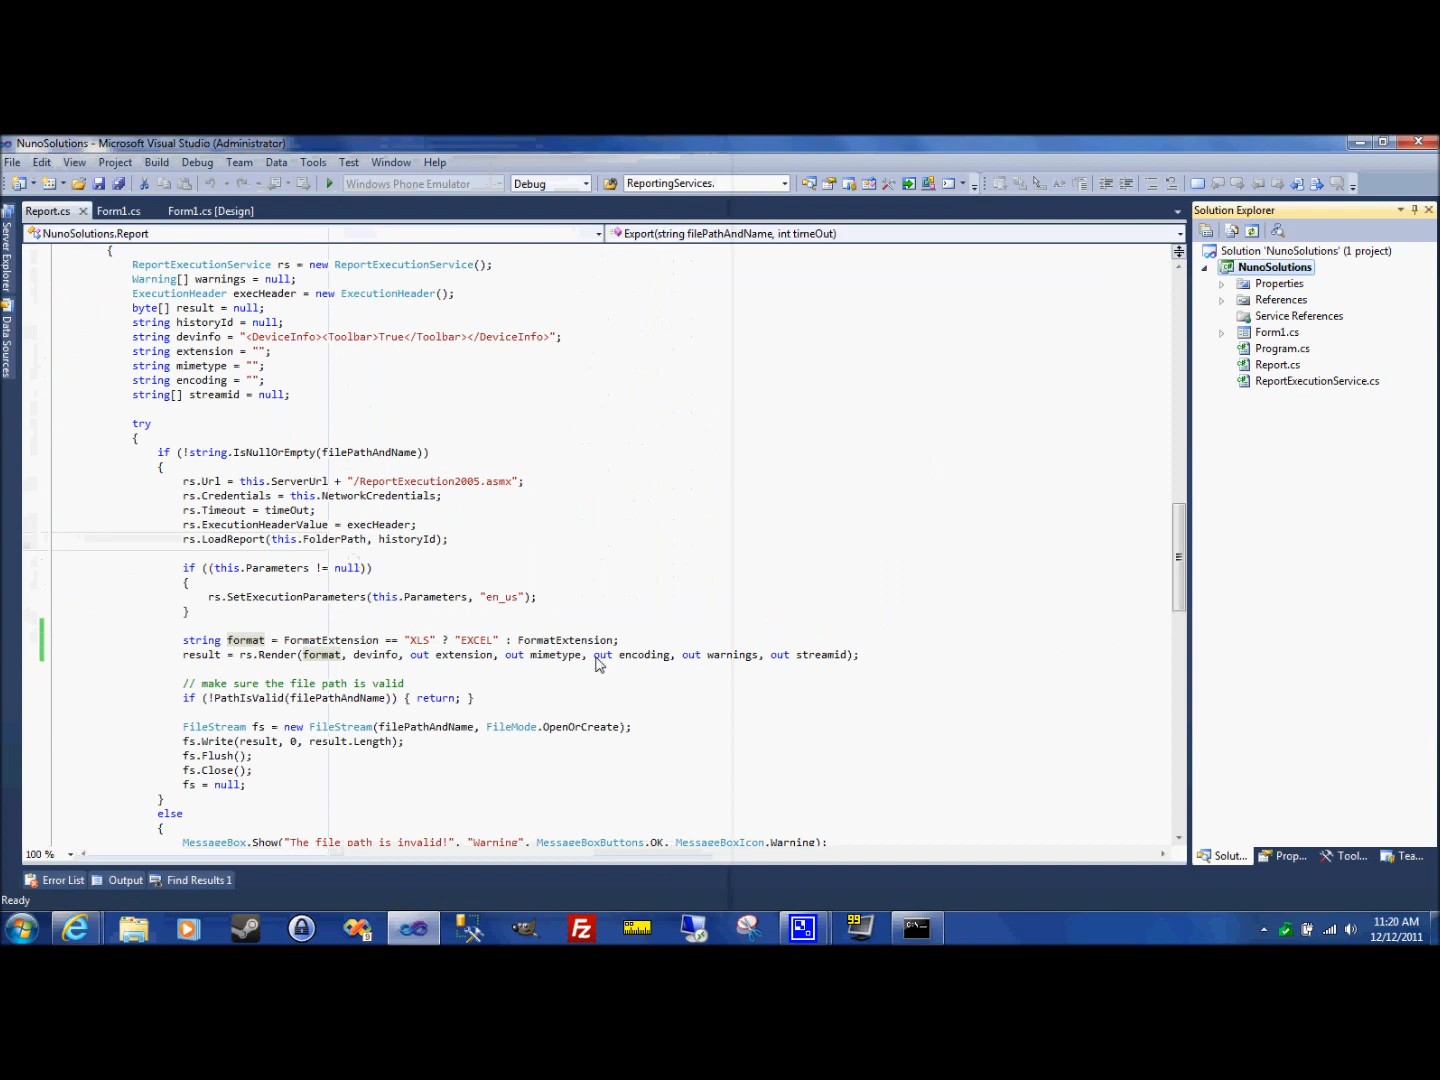 NunoSolutions - Microsoft Visual Studio (Administrator)
File Edit View Project Build Debug Team Data Tools Test Window Help
Windows Phone Emulator Debug ReportingServices.
Report.cs Form1.cs Form1.cs [Design]
NunoSolutions.Report Export(string filePathAndName, int timeOut)
Server Explorer
Data Sources
{
ReportExecutionService rs = new ReportExecutionService();
Warning[] warnings = null;
ExecutionHeader execHeader = new ExecutionHeader();
byte[] result = null;
string historyId = null;
string devinfo = "<DeviceInfo><Toolbar>True</Toolbar></DeviceInfo>";
string extension = "";
string mimetype = "";
string encoding = "";
string[] streamid = null;
try
{
if (!string.IsNullOrEmpty(filePathAndName))
{
rs.Url = this.ServerUrl + "/ReportExecution2005.asmx";
rs.Credentials = this.NetworkCredentials;
rs.Timeout = timeOut;
rs.ExecutionHeaderValue = execHeader;
rs.LoadReport(this.FolderPath, historyId);
if ((this.Parameters != null))
{
rs.SetExecutionParameters(this.Parameters, "en_us");
}
string format = FormatExtension == "XLS" ? "EXCEL" : FormatExtension;
result = rs.Render(format, devinfo, out extension, out mimetype, out encoding, out warnings, out streamid);
// make sure the file path is valid
if (!PathIsValid(filePathAndName)) { return; }
FileStream fs = new FileStream(filePathAndName, FileMode.OpenOrCreate);
fs.Write(result, 0, result.Length);
fs.Flush();
fs.Close();
fs = null;
}
else
{
MessageBox.Show("The file path is invalid!", "Warning", MessageBoxButtons.OK, MessageBoxIcon.Warning);
100 %
Solution Explorer
Solution 'NunoSolutions' (1 project)
NunoSolutions
Properties
References
Service References
Form1.cs
Program.cs
Report.cs
ReportExecutionService.cs
Solut... Prop... Tool... Tea...
Error List Output Find Results 1
Ready
99
11:20 AM
12/12/2011